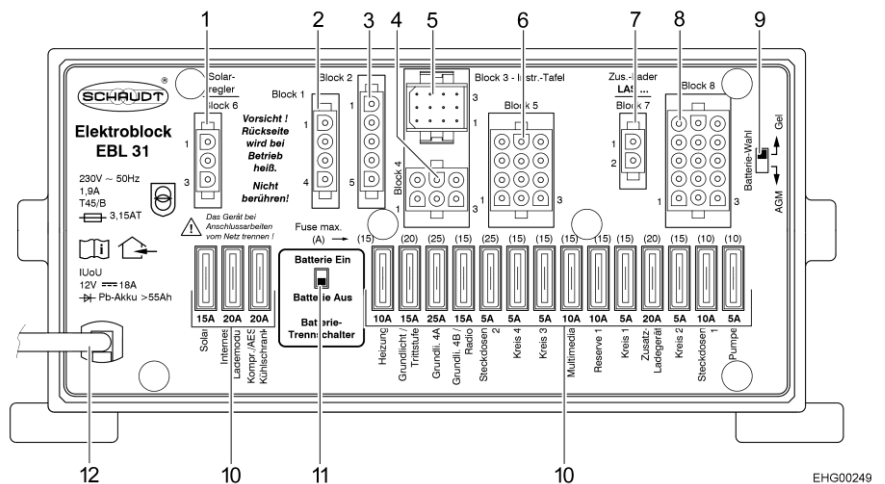 1
2
3
4
5
6
7
8
9
SCHAUDT
®
Elektroblock
EBL 31
230V ~ 50Hz
1,9A
T45/B
3,15AT
i
IUoU
12V 18A
Pb-Akku >55Ah
Solar-
regler
Block 6
1
3
Vorsicht !
Rückseite
wird bei
Betrieb
heiß.
Nicht
berühren!
Das Gerät bei
Anschlussarbeiten
vom Netz trennen !
Block 1
1
4
Block 2
1
5
Block 3 - Instr.-Tafel
3
1
Block 4
1
3
Block 5
1
3
Zus.-Lader
LAS ...
Block 7
1
2
Block 8
1
3
Batterie-Wahl
Gel
AGM
Fuse max.
(A) → (15) (20) (25) (15) (25) (15) (15) (15) (15) (15) (20) (15) (10) (10)
Batterie Ein
Batterie Aus
Batterie-
Trennschalter
15A 20A 20A
10A 15A 25A 15A 5A 5A 5A 10A 10A 5A 20A 5A 10A 5A
Solar
Internes
Lademodul
Kompr./AES
Kühlschrank
Heizung
Grundlicht /
Trittstufe
Grundli. 4A
Grundli. 4B /
Radio
Steckdosen
2
Kreis 4
Kreis 3
Multimedia
Reserve 1
Kreis 1
Zusatz-
Ladegerät
Kreis 2
Steckdosen
1
Pumpe
12
10
11
10
EHG00249